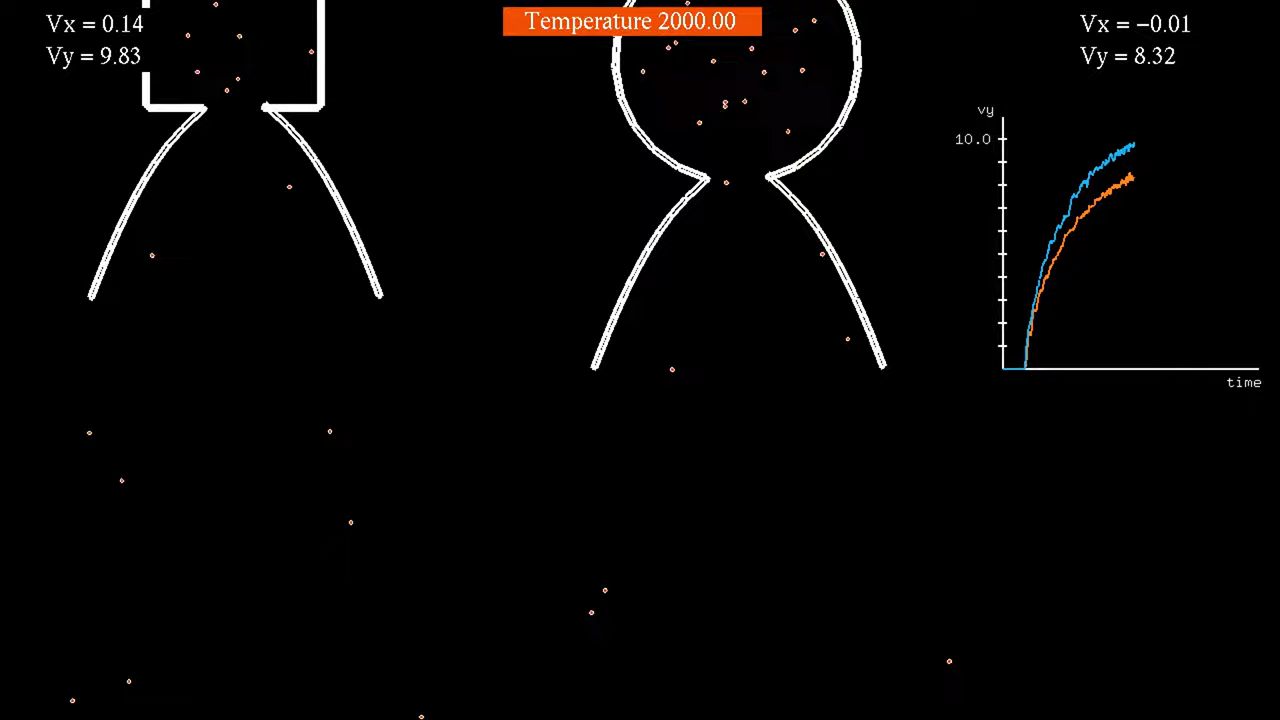 Vx = 0.14
Vy = 9.83
Temperature 2000.00
Vx = −0.01
Vy = 8.32
vy
10.0
time